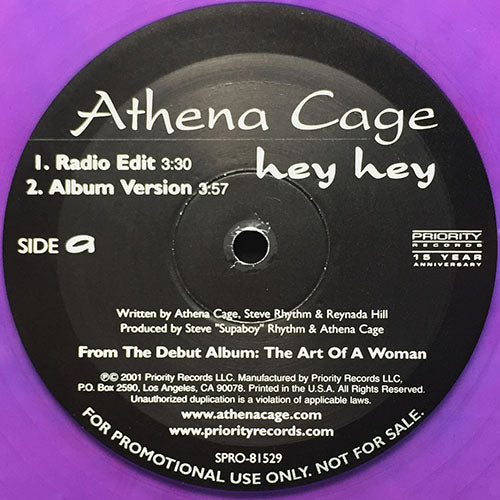 Athena Cage
hey hey
1. Radio Edit 3:30
2. Album Version 3:57
SIDE a
PRIORITY
RECORDS
15 YEAR
ANNIVERSARY
Written by Athena Cage, Steve Rhythm & Reynada Hill
Produced by Steve "Supaboy" Rhythm & Athena Cage
From The Debut Album: The Art Of A Woman
℗© 2001 Priority Records LLC. Manufactured by Priority Records LLC,
P.O. Box 2590, Los Angeles, CA 90078. Printed in the U.S.A. All Rights Reserved.
Unauthorized duplication is a violation of applicable laws.
www.athenacage.com
www.priorityrecords.com
SPRO-81529
FOR PROMOTIONAL USE ONLY. NOT FOR SALE.